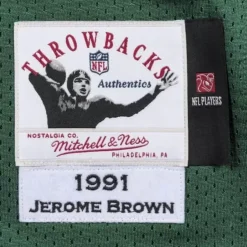 THROWBACKS
NFL
Authentics
NOSTALGIA CO.
Mitchell & Ness
PHILADELPHIA, PA
NFL PLAYERS
1991
JEROME BROWN